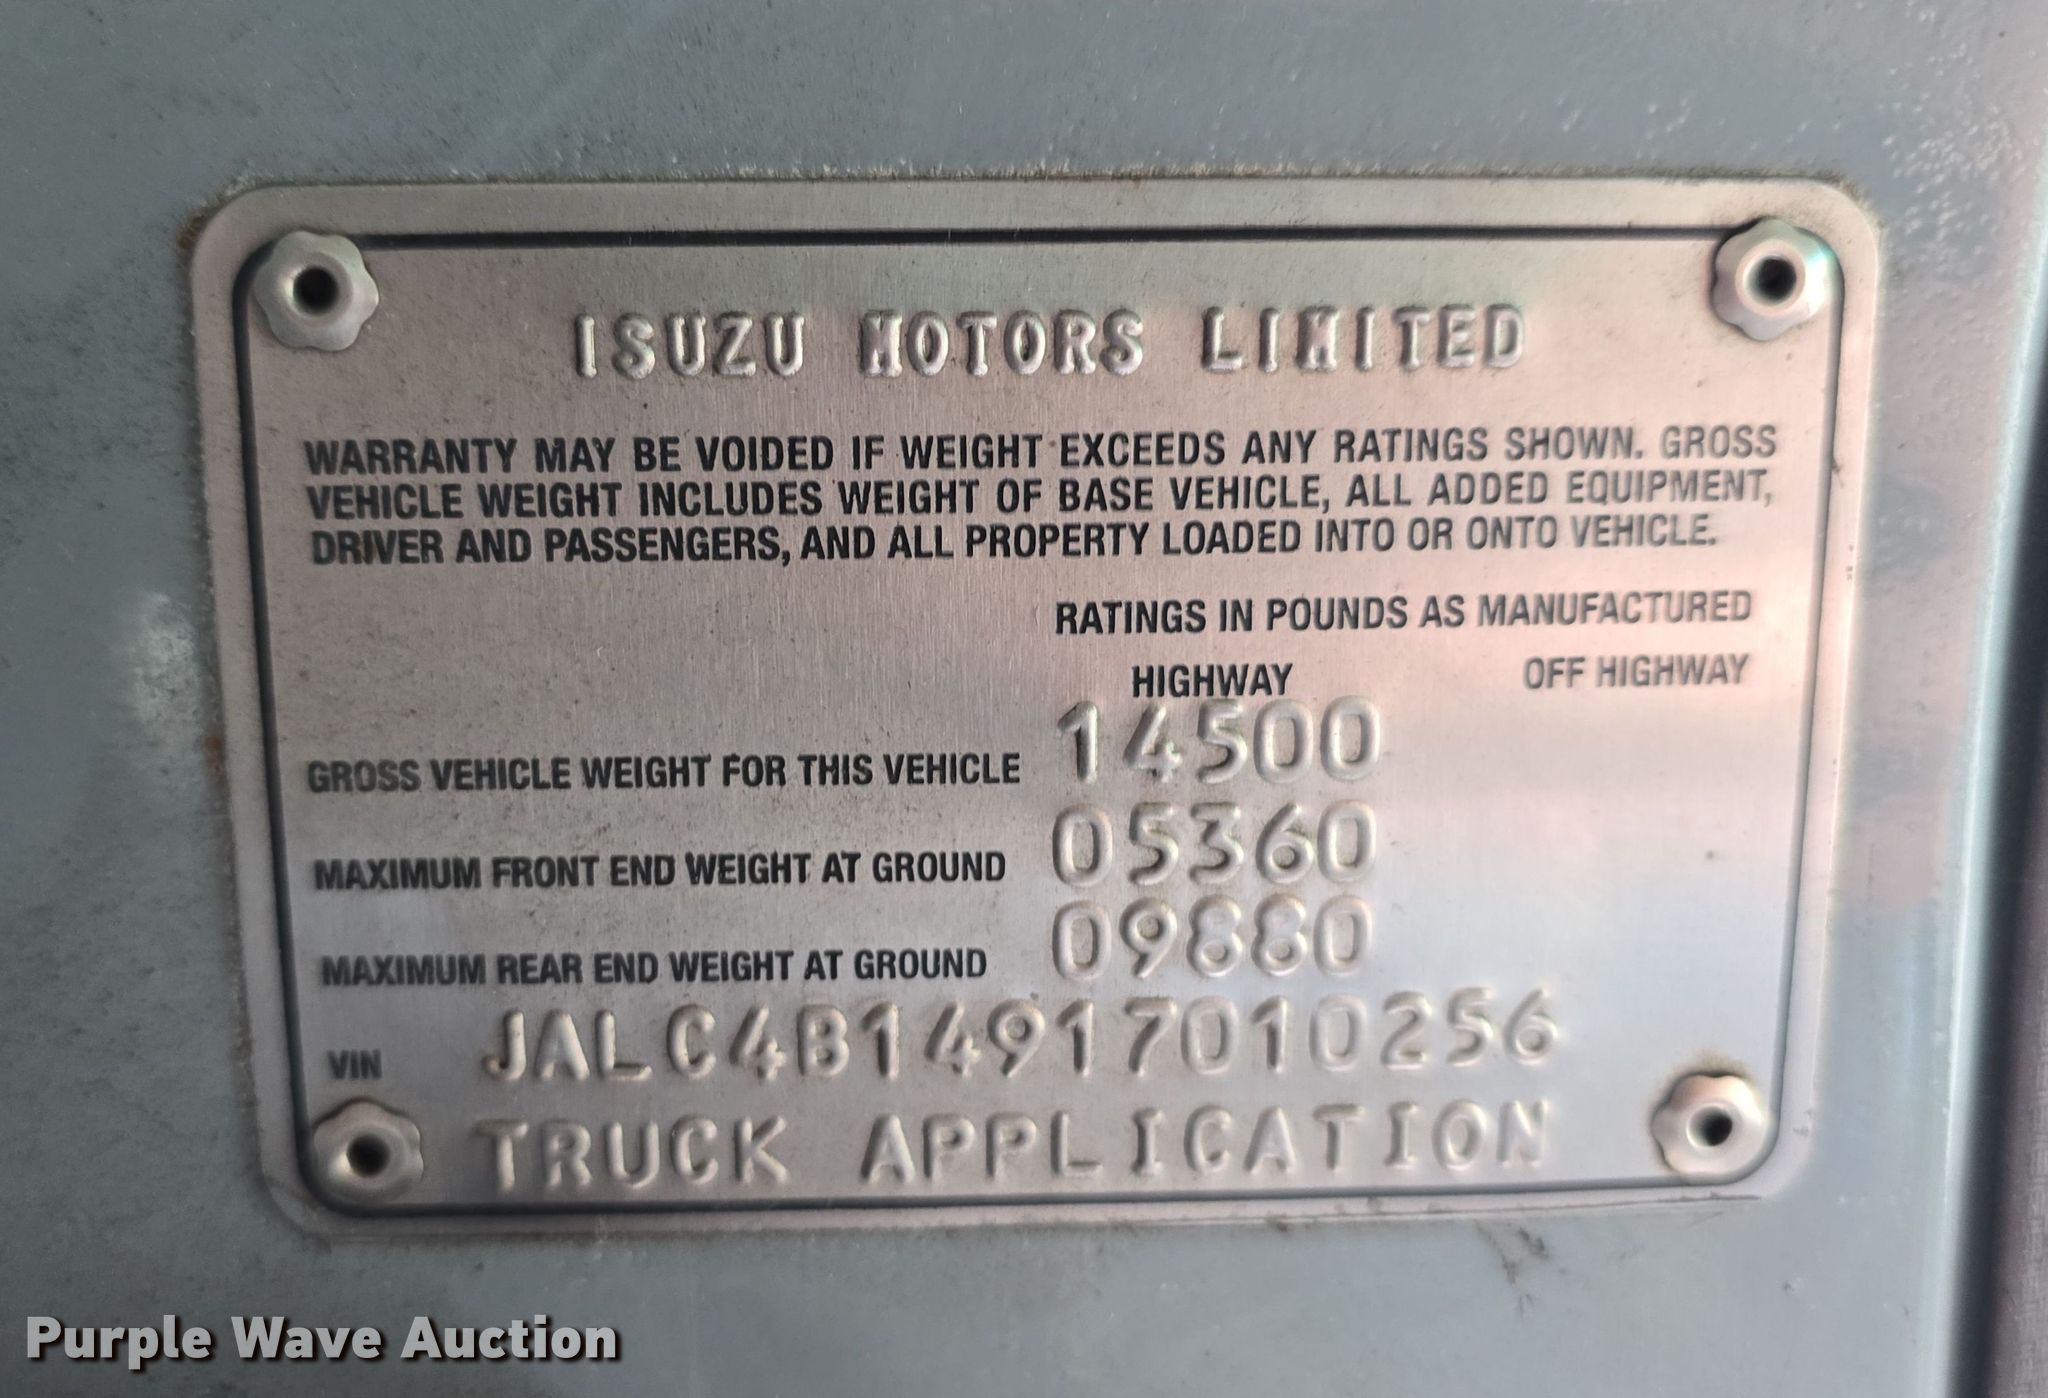 ISUZU MOTORS LIMITED
WARRANTY MAY BE VOIDED IF WEIGHT EXCEEDS ANY RATINGS SHOWN. GROSS
VEHICLE WEIGHT INCLUDES WEIGHT OF BASE VEHICLE, ALL ADDED EQUIPMENT,
DRIVER AND PASSENGERS, AND ALL PROPERTY LOADED INTO OR ONTO VEHICLE.
RATINGS IN POUNDS AS MANUFACTURED
HIGHWAY OFF HIGHWAY
GROSS VEHICLE WEIGHT FOR THIS VEHICLE 14500
MAXIMUM FRONT END WEIGHT AT GROUND 05360
MAXIMUM REAR END WEIGHT AT GROUND 09880
VIN JALC4B14917010256
TRUCK APPLICATION
Purple Wave Auction